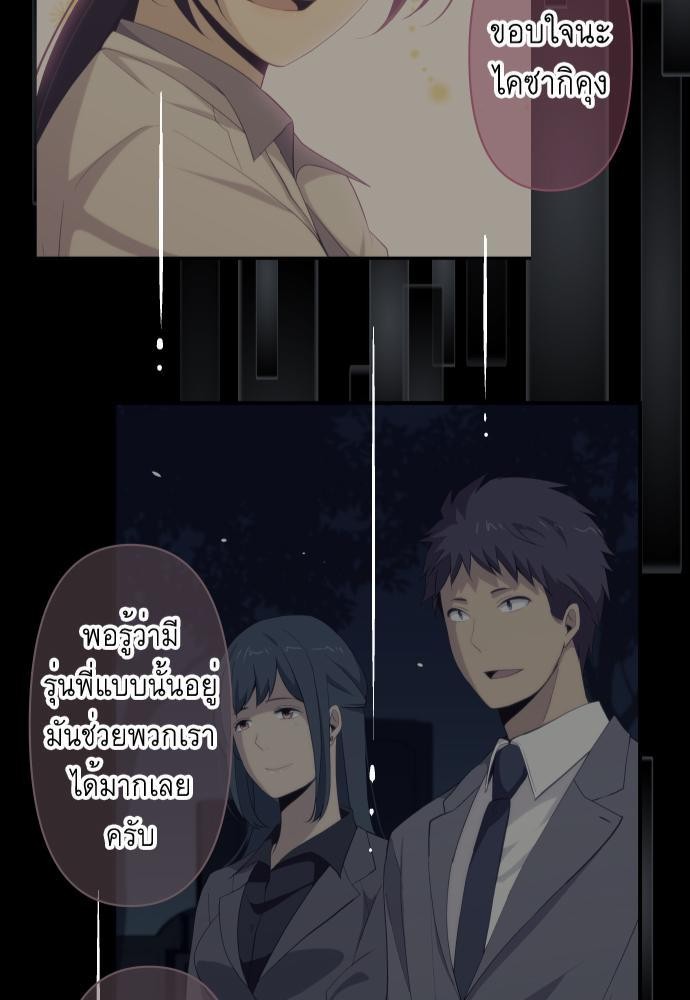 ขอบใจนะ
ไคซากิคุง
พอรู้ว่ามี
รุ่นพี่แบบนั้นอยู่
มันช่วยพวกเรา
ได้มากเลย
ครับ